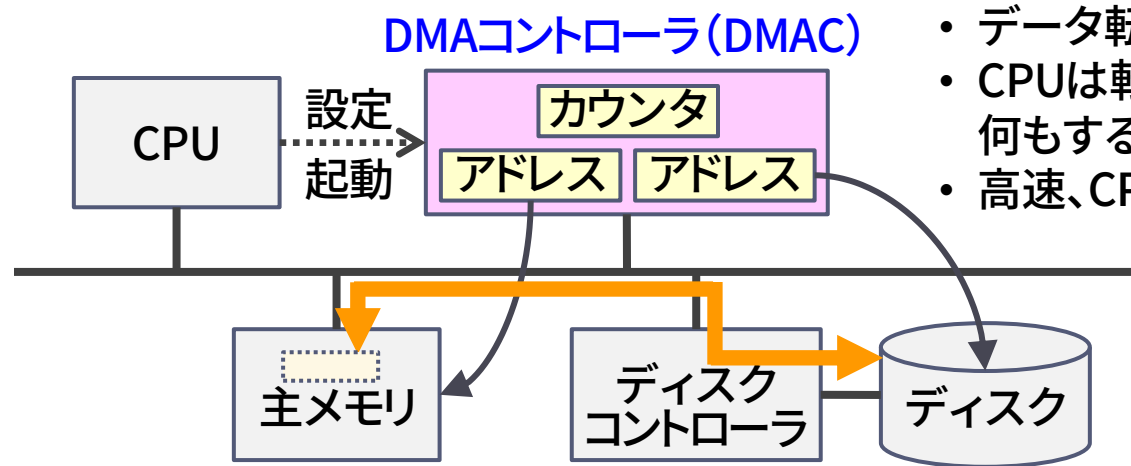 DMAコントローラ(DMAC)
• データ転
• CPUは転
何もする
• 高速、CP
CPU
設定
起動
カウンタ
アドレス
アドレス
主メモリ
ディスク
コントローラ
ディスク